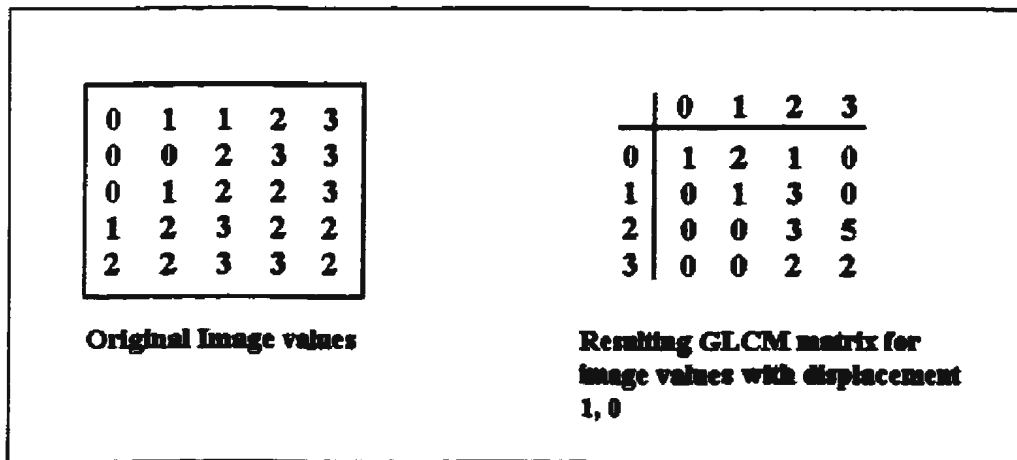 0 1 1 2 3
0 0 2 3 3
0 1 2 2 3
1 2 3 2 2
2 2 3 3 2
Original Image values
0 1 2 3
0 1 2 1 0
1 0 1 3 0
2 0 0 3 5
3 0 0 2 2
Resulting GLCM matrix for
image values with displacement
1, 0